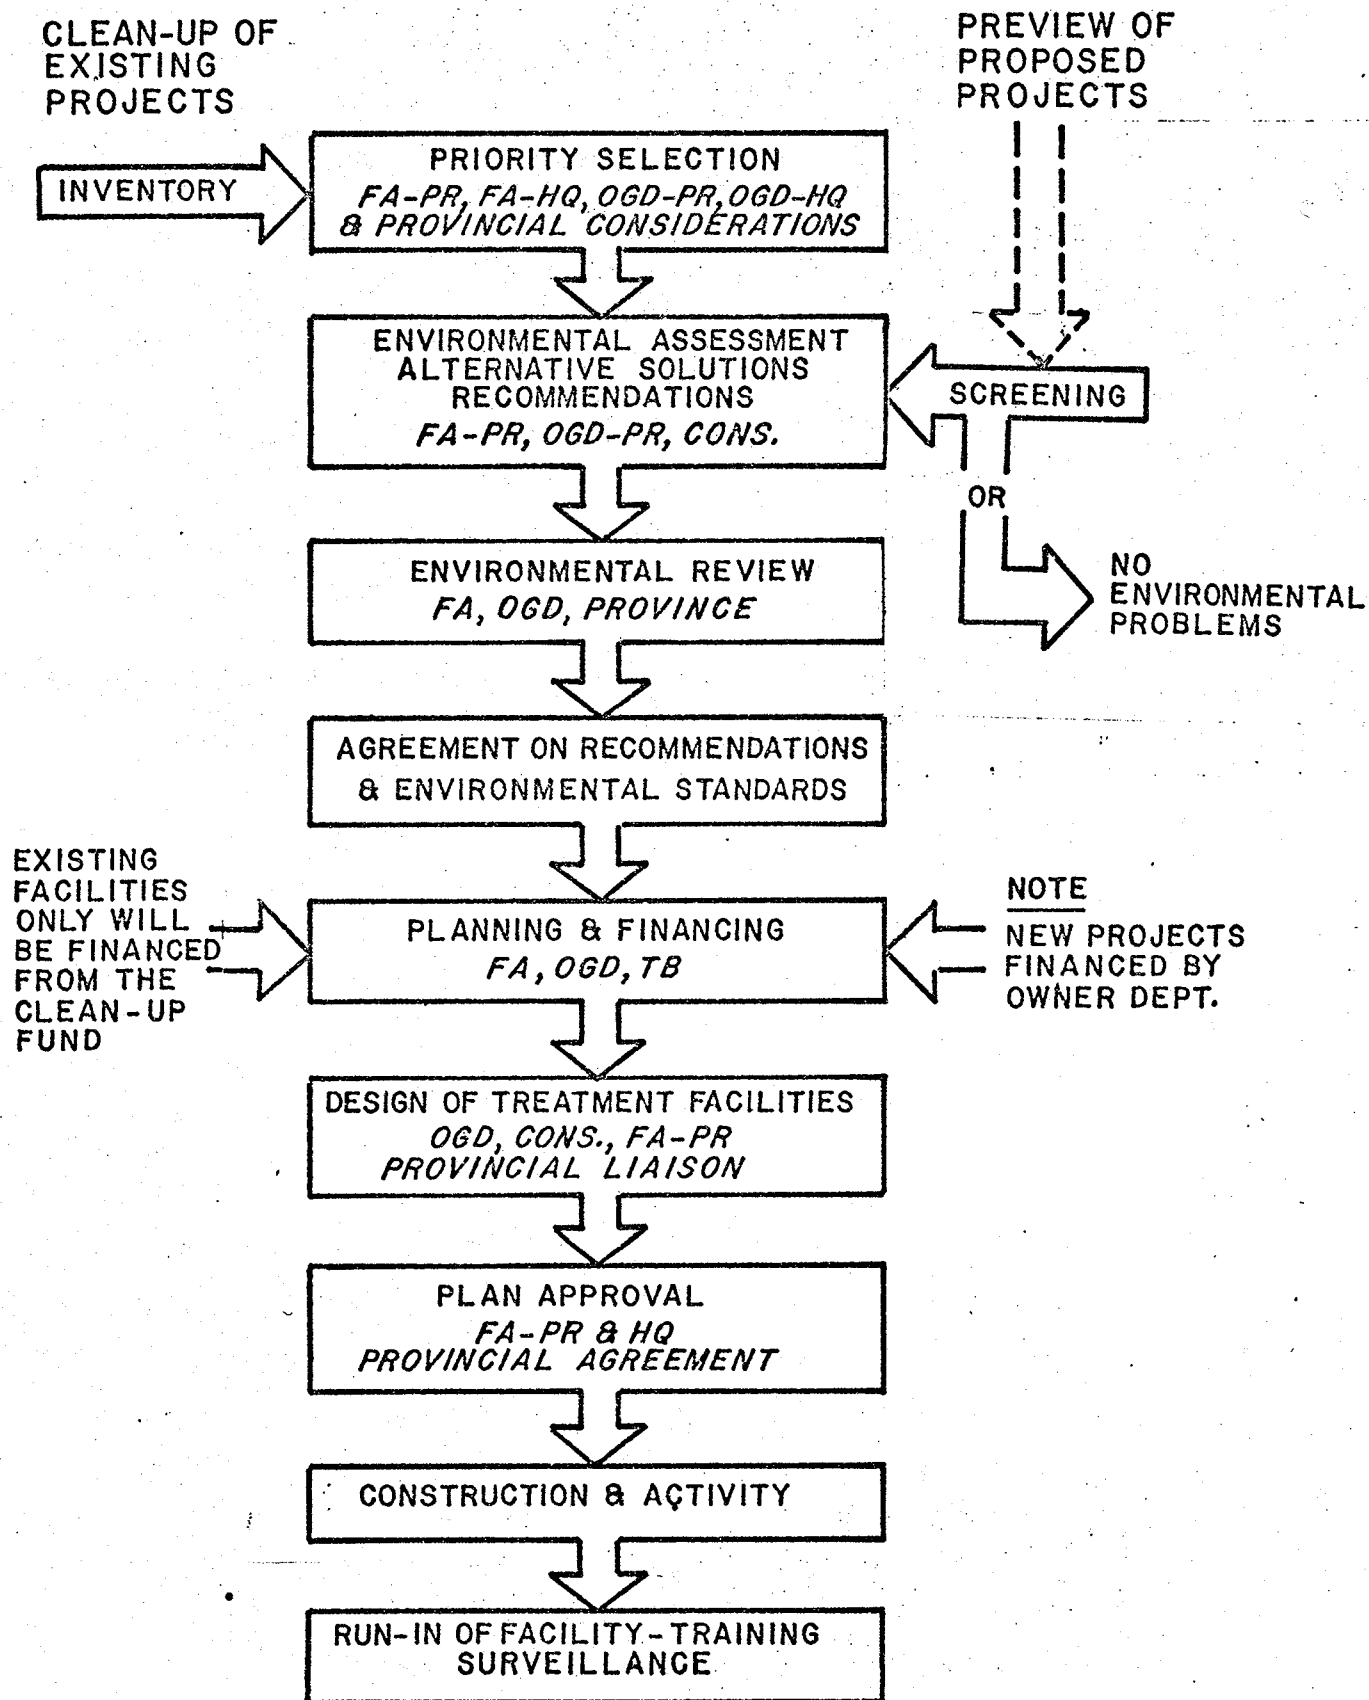 CLEAN-UP OF
EXISTING
PROJECTS
PREVIEW OF
PROPOSED
PROJECTS
INVENTORY
PRIORITY SELECTION
FA-PR, FA-HQ, OGD-PR, OGD-HQ
& PROVINCIAL CONSIDERATIONS
ENVIRONMENTAL ASSESSMENT
ALTERNATIVE SOLUTIONS
RECOMMENDATIONS
FA-PR, OGD-PR, CONS.
SCREENING
OR
NO
ENVIRONMENTAL
PROBLEMS
ENVIRONMENTAL REVIEW
FA, OGD, PROVINCE
AGREEMENT ON RECOMMENDATIONS
& ENVIRONMENTAL STANDARDS
EXISTING
FACILITIES
ONLY WILL
BE FINANCED
FROM THE
CLEAN-UP
FUND
PLANNING & FINANCING
FA, OGD, TB
NOTE
NEW PROJECTS
FINANCED BY
OWNER DEPT.
DESIGN OF TREATMENT FACILITIES
OGD, CONS., FA-PR
PROVINCIAL LIAISON
PLAN APPROVAL
FA-PR & HQ
PROVINCIAL AGREEMENT
CONSTRUCTION & ACTIVITY
RUN-IN OF FACILITY-TRAINING
SURVEILLANCE